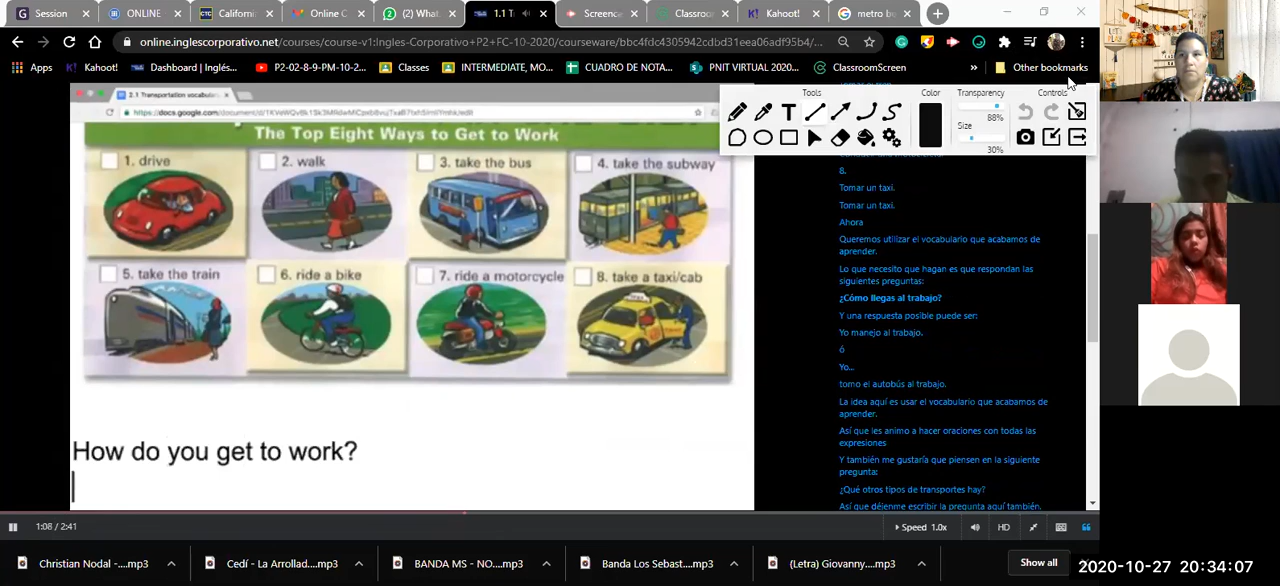 Session
ONLINE
Californi
Online C
(2) What
1.1 T
Screenca
Classroo
Kahoot!
metro be
online.inglescorporativo.net/courses/course-v1:Ingles-Corporativo+P2+FC-10-2020/courseware/bbc4fdc4305942cdbd31eea06adf95b4/...
Apps
Kahoot!
Dashboard | Inglés...
P2-02-8-9-PM-10-2...
Classes
INTERMEDIATE, MO...
CUADRO DE NOTA...
PNIT VIRTUAL 2020...
ClassroomScreen
»
Other bookmarks
2.1 Transportation vocabular
Tools
Color
Transparency
Controls
88%
Size
30%
The Top Eight Ways to Get to Work
1. drive
2. walk
3. take the bus
4. take the subway
5. take the train
6. ride a bike
7. ride a motorcycle
8. take a taxi/cab
How do you get to work?
8.
Tomar un taxi.
Tomar un taxi.
Ahora
Queremos utilizar el vocabulario que acabamos de
aprender.
Lo que necesito que hagan es que respondan las
siguientes preguntas:
¿Cómo llegas al trabajo?
Y una respuesta posible puede ser:
Yo manejo al trabajo.
ó
Yo...
tomo el autobús al trabajo.
La idea aquí es usar el vocabulario que acabamos de
aprender.
Así que les animo a hacer oraciones con todas las
expresiones
Y también me gustaría que piensen en la siguiente
pregunta:
¿Qué otros tipos de transportes hay?
Así que déjenme escribir la pregunta aquí también.
1:08 / 2:41
Speed 1.0x
HD
Christian Nodal -....mp3
Cedí - La Arrollad....mp3
BANDA MS - NO....mp3
Banda Los Sebast....mp3
(Letra) Giovanny....mp3
Show all
2020-10-27 20:34:07